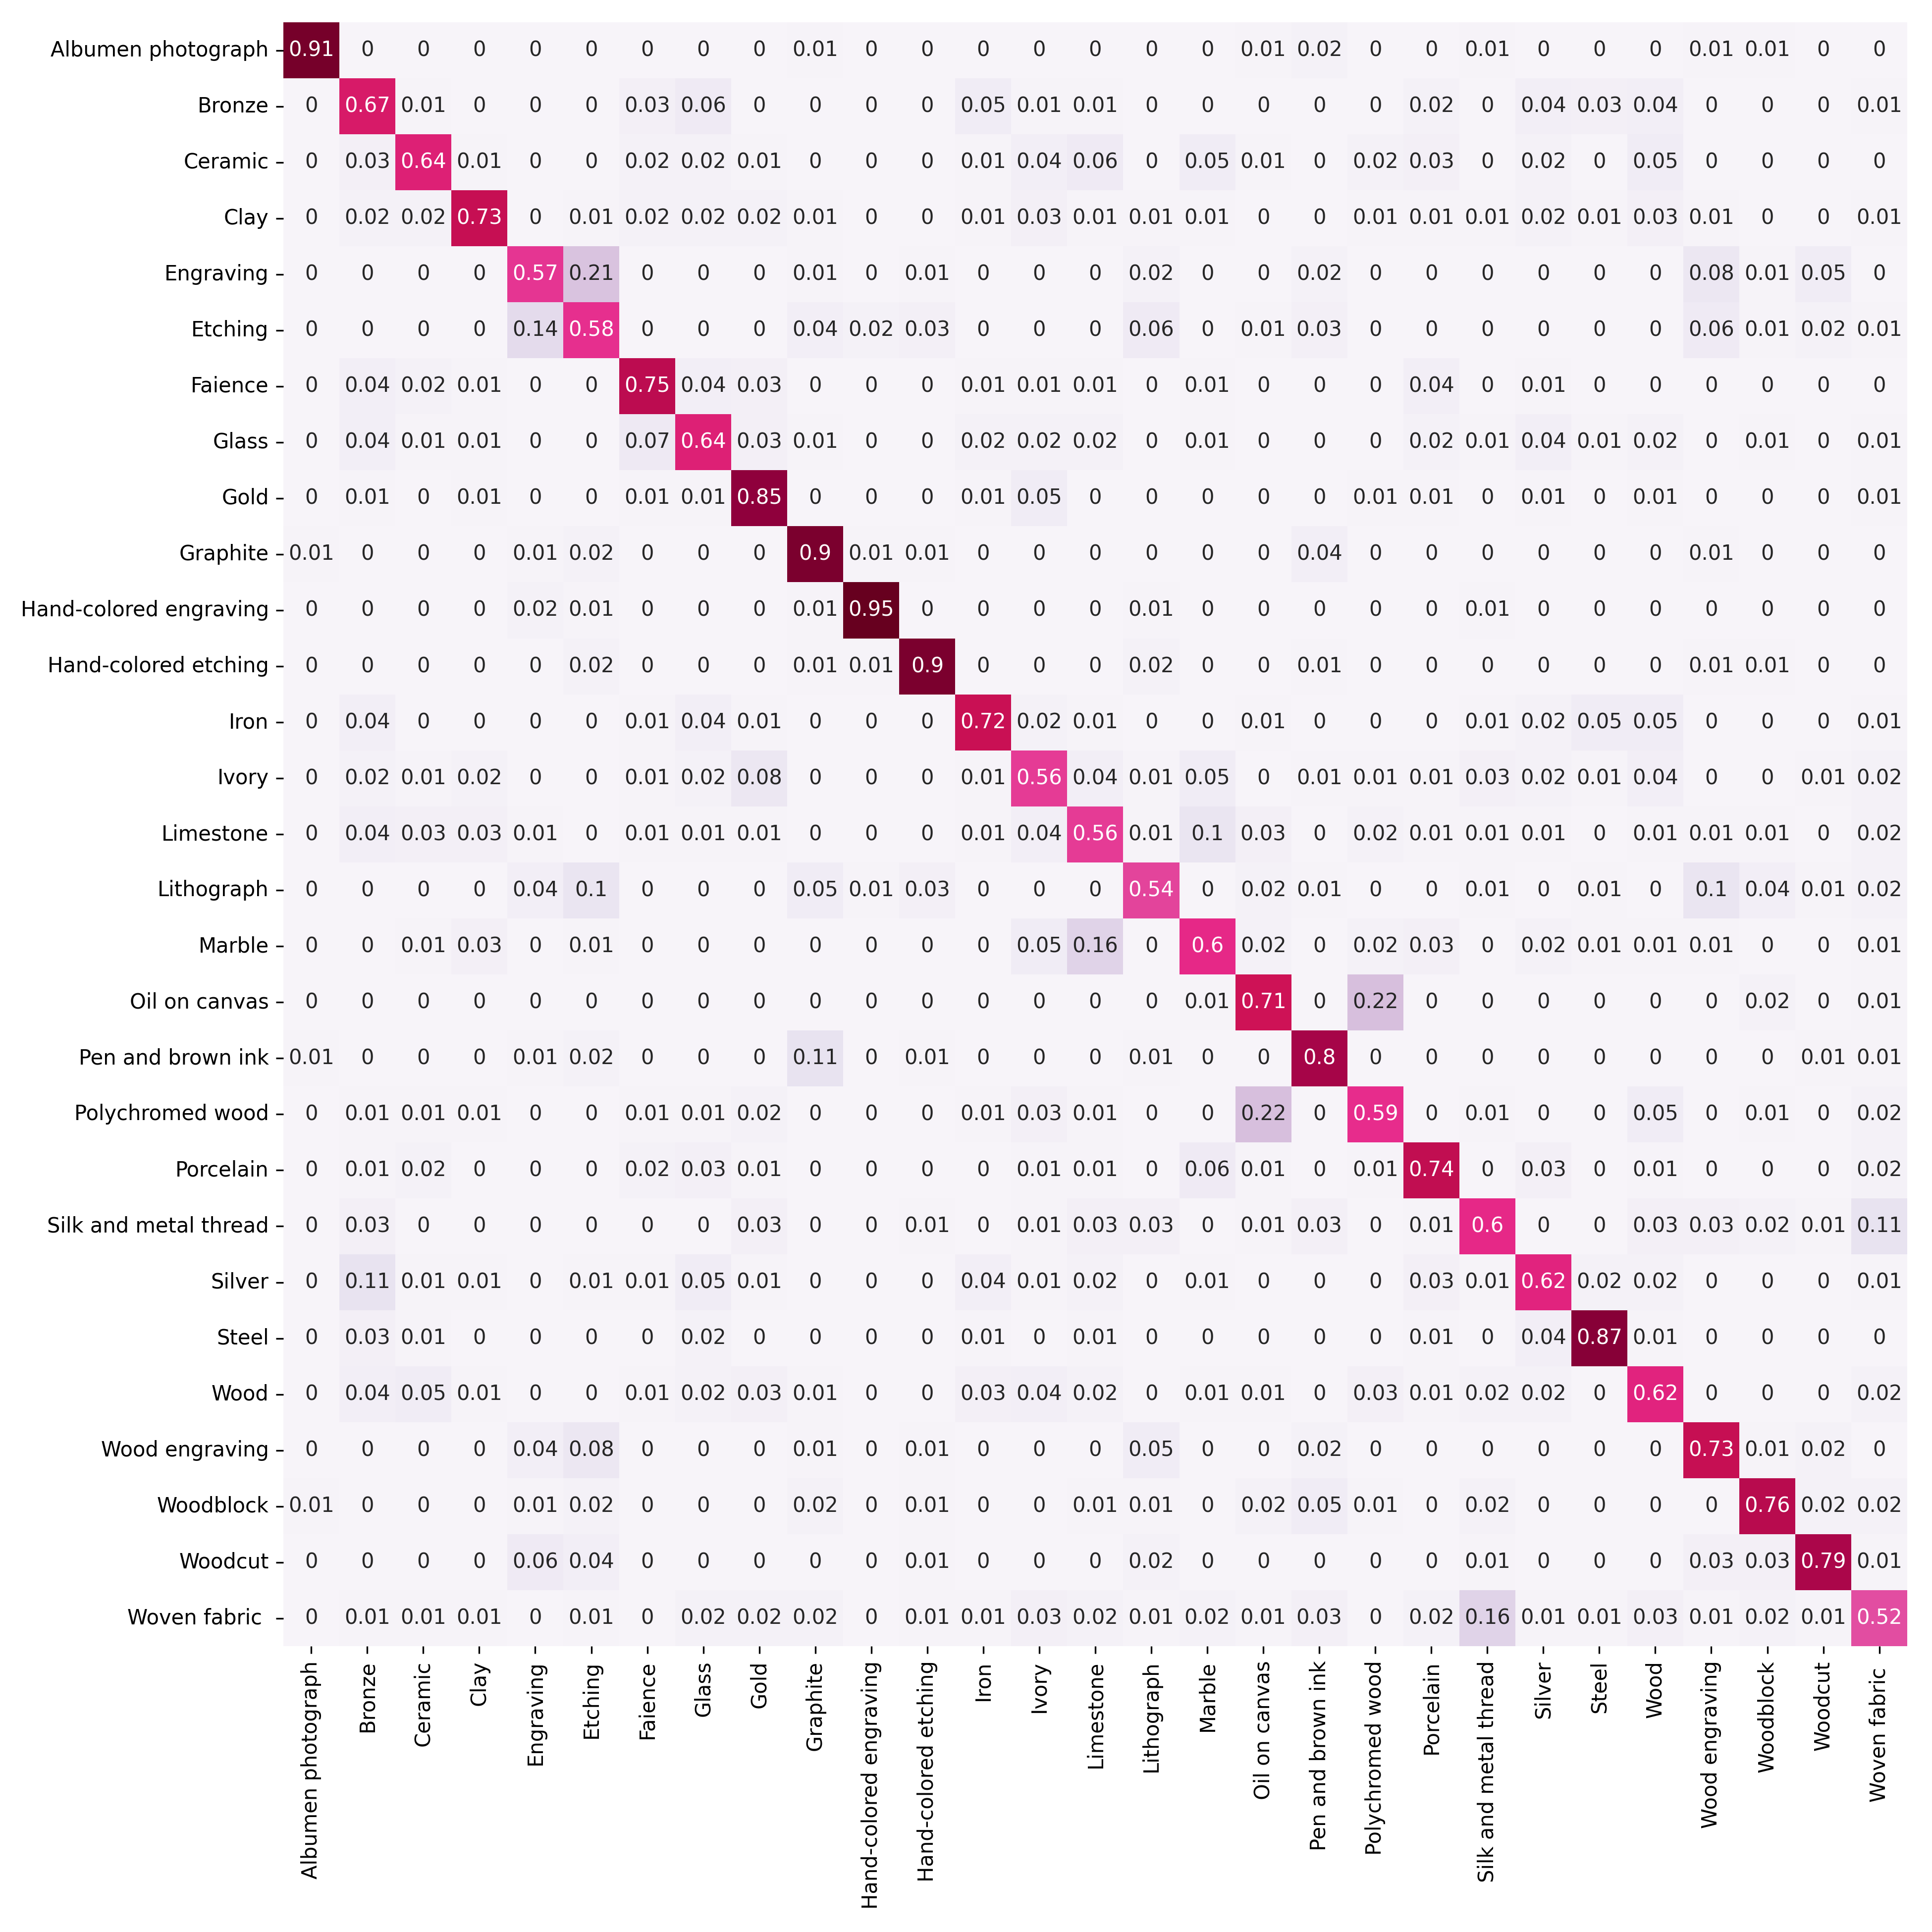 Albumen photograph 0.91 0 0 0 0 0 0 0 0 0.01 0 0 0 0 0 0 0 0.01 0.02 0 0 0.01 0 0 0 0.01 0.01 0 0
Bronze 0 0.67 0.01 0 0 0 0.03 0.06 0 0 0 0 0.05 0.01 0.01 0 0 0 0 0 0.02 0 0.04 0.03 0.04 0 0 0 0.01
Ceramic 0 0.03 0.64 0.01 0 0 0.02 0.02 0.01 0 0 0 0.01 0.04 0.06 0 0.05 0.01 0 0.02 0.03 0 0.02 0 0.05 0 0 0 0
Clay 0 0.02 0.02 0.73 0 0.01 0.02 0.02 0.02 0.01 0 0 0.01 0.03 0.01 0.01 0.01 0 0 0.01 0.01 0.01 0.02 0.01 0.03 0.01 0 0 0.01
Engraving 0 0 0 0 0.57 0.21 0 0 0 0.01 0 0.01 0 0 0 0.02 0 0 0.02 0 0 0 0 0 0 0.08 0.01 0.05 0
Etching 0 0 0 0 0.14 0.58 0 0 0 0.04 0.02 0.03 0 0 0 0.06 0 0.01 0.03 0 0 0 0 0 0 0.06 0.01 0.02 0.01
Faience 0 0.04 0.02 0.01 0 0 0.75 0.04 0.03 0 0 0 0.01 0.01 0.01 0 0.01 0 0 0 0.04 0 0.01 0 0 0 0 0 0
Glass 0 0.04 0.01 0.01 0 0 0.07 0.64 0.03 0.01 0 0 0.02 0.02 0.02 0 0.01 0 0 0 0.02 0.01 0.04 0.01 0.02 0 0.01 0 0.01
Gold 0 0.01 0 0.01 0 0 0.01 0.01 0.85 0 0 0 0.01 0.05 0 0 0 0 0 0.01 0.01 0 0.01 0 0.01 0 0 0 0.01
Graphite 0.01 0 0 0 0.01 0.02 0 0 0 0.9 0.01 0.01 0 0 0 0 0 0 0.04 0 0 0 0 0 0 0.01 0 0 0
Hand-colored engraving 0 0 0 0 0.02 0.01 0 0 0 0.01 0.95 0 0 0 0 0.01 0 0 0 0 0 0.01 0 0 0 0 0 0 0
Hand-colored etching 0 0 0 0 0 0.02 0 0 0 0.01 0.01 0.9 0 0 0 0.02 0 0 0.01 0 0 0 0 0 0 0.01 0.01 0 0
Iron 0 0.04 0 0 0 0 0.01 0.04 0.01 0 0 0 0.72 0.02 0.01 0 0 0.01 0 0 0 0.01 0.02 0.05 0.05 0 0 0 0.01
Ivory 0 0.02 0.01 0.02 0 0 0.01 0.02 0.08 0 0 0 0.01 0.56 0.04 0.01 0.05 0 0.01 0.01 0.01 0.03 0.02 0.01 0.04 0 0 0.01 0.02
Limestone 0 0.04 0.03 0.03 0.01 0 0.01 0.01 0.01 0 0 0 0.01 0.04 0.56 0.01 0.1 0.03 0 0.02 0.01 0.01 0.01 0 0.01 0.01 0.01 0 0.02
Lithograph 0 0 0 0 0.04 0.1 0 0 0 0.05 0.01 0.03 0 0 0 0.54 0 0.02 0.01 0 0 0.01 0 0.01 0 0.1 0.04 0.01 0.02
Marble 0 0 0.01 0.03 0 0.01 0 0 0 0 0 0 0 0.05 0.16 0 0.6 0.02 0 0.02 0.03 0 0.02 0.01 0.01 0.01 0 0 0.01
Oil on canvas 0 0 0 0 0 0 0 0 0 0 0 0 0 0 0 0 0.01 0.71 0 0.22 0 0 0 0 0 0 0.02 0 0.01
Pen and brown ink 0.01 0 0 0 0.01 0.02 0 0 0 0.11 0 0.01 0 0 0 0.01 0 0 0.8 0 0 0 0 0 0 0 0 0.01 0.01
Polychromed wood 0 0.01 0.01 0.01 0 0 0.01 0.01 0.02 0 0 0 0.01 0.03 0.01 0 0 0.22 0 0.59 0 0.01 0 0 0.05 0 0.01 0 0.02
Porcelain 0 0.01 0.02 0 0 0 0.02 0.03 0.01 0 0 0 0 0.01 0.01 0 0.06 0.01 0 0.01 0.74 0 0.03 0 0.01 0 0 0 0.02
Silk and metal thread 0 0.03 0 0 0 0 0 0 0.03 0 0 0.01 0 0.01 0.03 0.03 0 0.01 0.03 0 0.01 0.6 0 0 0.03 0.03 0.02 0.01 0.11
Silver 0 0.11 0.01 0.01 0 0.01 0.01 0.05 0.01 0 0 0 0.04 0.01 0.02 0 0.01 0 0 0 0.03 0.01 0.62 0.02 0.02 0 0 0 0.01
Steel 0 0.03 0.01 0 0 0 0 0.02 0 0 0 0 0.01 0 0.01 0 0 0 0 0 0.01 0 0.04 0.87 0.01 0 0 0 0
Wood 0 0.04 0.05 0.01 0 0 0.01 0.02 0.03 0.01 0 0 0.03 0.04 0.02 0 0.01 0.01 0 0.03 0.01 0.02 0.02 0 0.62 0 0 0 0.02
Wood engraving 0 0 0 0 0.04 0.08 0 0 0 0.01 0 0.01 0 0 0 0.05 0 0 0.02 0 0 0 0 0 0 0.73 0.01 0.02 0
Woodblock 0.01 0 0 0 0.01 0.02 0 0 0 0.02 0 0.01 0 0 0.01 0.01 0 0.02 0.05 0.01 0 0.02 0 0 0 0 0.76 0.02 0.02
Woodcut 0 0 0 0 0.06 0.04 0 0 0 0 0 0.01 0 0 0 0.02 0 0 0 0 0 0.01 0 0 0 0.03 0.03 0.79 0.01
Woven fabric 0 0.01 0.01 0.01 0 0.01 0 0.02 0.02 0.02 0 0.01 0.01 0.03 0.02 0.01 0.02 0.01 0.03 0 0.02 0.16 0.01 0.01 0.03 0.01 0.02 0.01 0.52
Albumen photograph
Bronze
Ceramic
Clay
Engraving
Etching
Faience
Glass
Gold
Graphite
Hand-colored engraving
Hand-colored etching
Iron
Ivory
Limestone
Lithograph
Marble
Oil on canvas
Pen and brown ink
Polychromed wood
Porcelain
Silk and metal thread
Silver
Steel
Wood
Wood engraving
Woodblock
Woodcut
Woven fabric